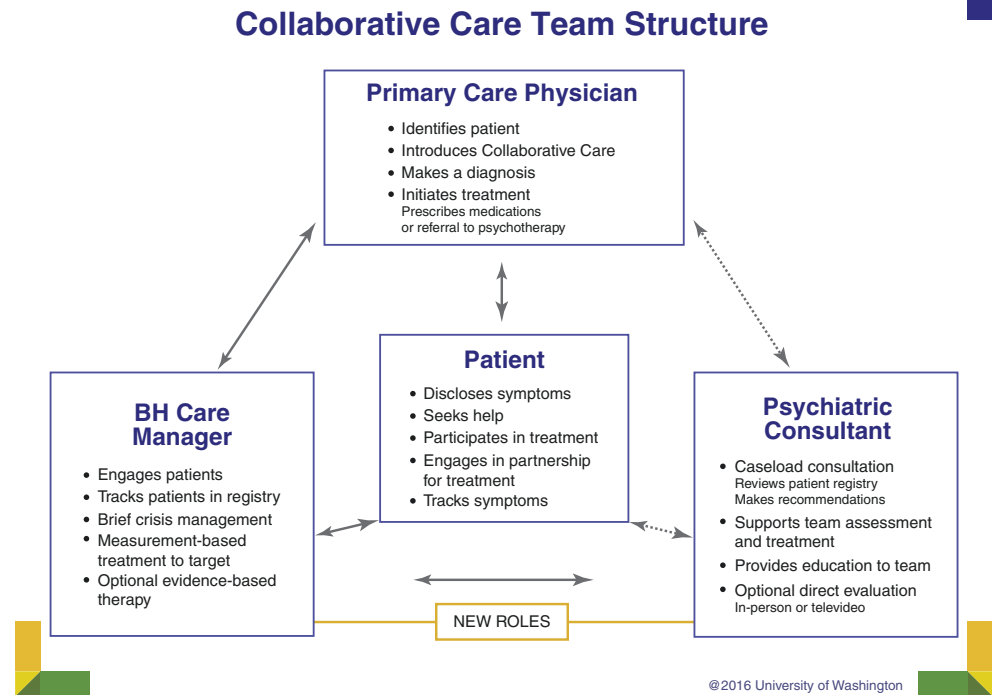 Collaborative Care Team Structure
Primary Care Physician
• Identifies patient
• Introduces Collaborative Care
• Makes a diagnosis
• Initiates treatment
Prescribes medications
or referral to psychotherapy
Patient
• Discloses symptoms
• Seeks help
• Participates in treatment
• Engages in partnership
for treatment
• Tracks symptoms
BH Care
Manager
• Engages patients
• Tracks patients in registry
• Brief crisis management
• Measurement-based
treatment to target
• Optional evidence-based
therapy
Psychiatric
Consultant
• Caseload consultation
Reviews patient registry
Makes recommendations
• Supports team assessment
and treatment
• Provides education to team
• Optional direct evaluation
In-person or televideo
NEW ROLES
@2016 University of Washington